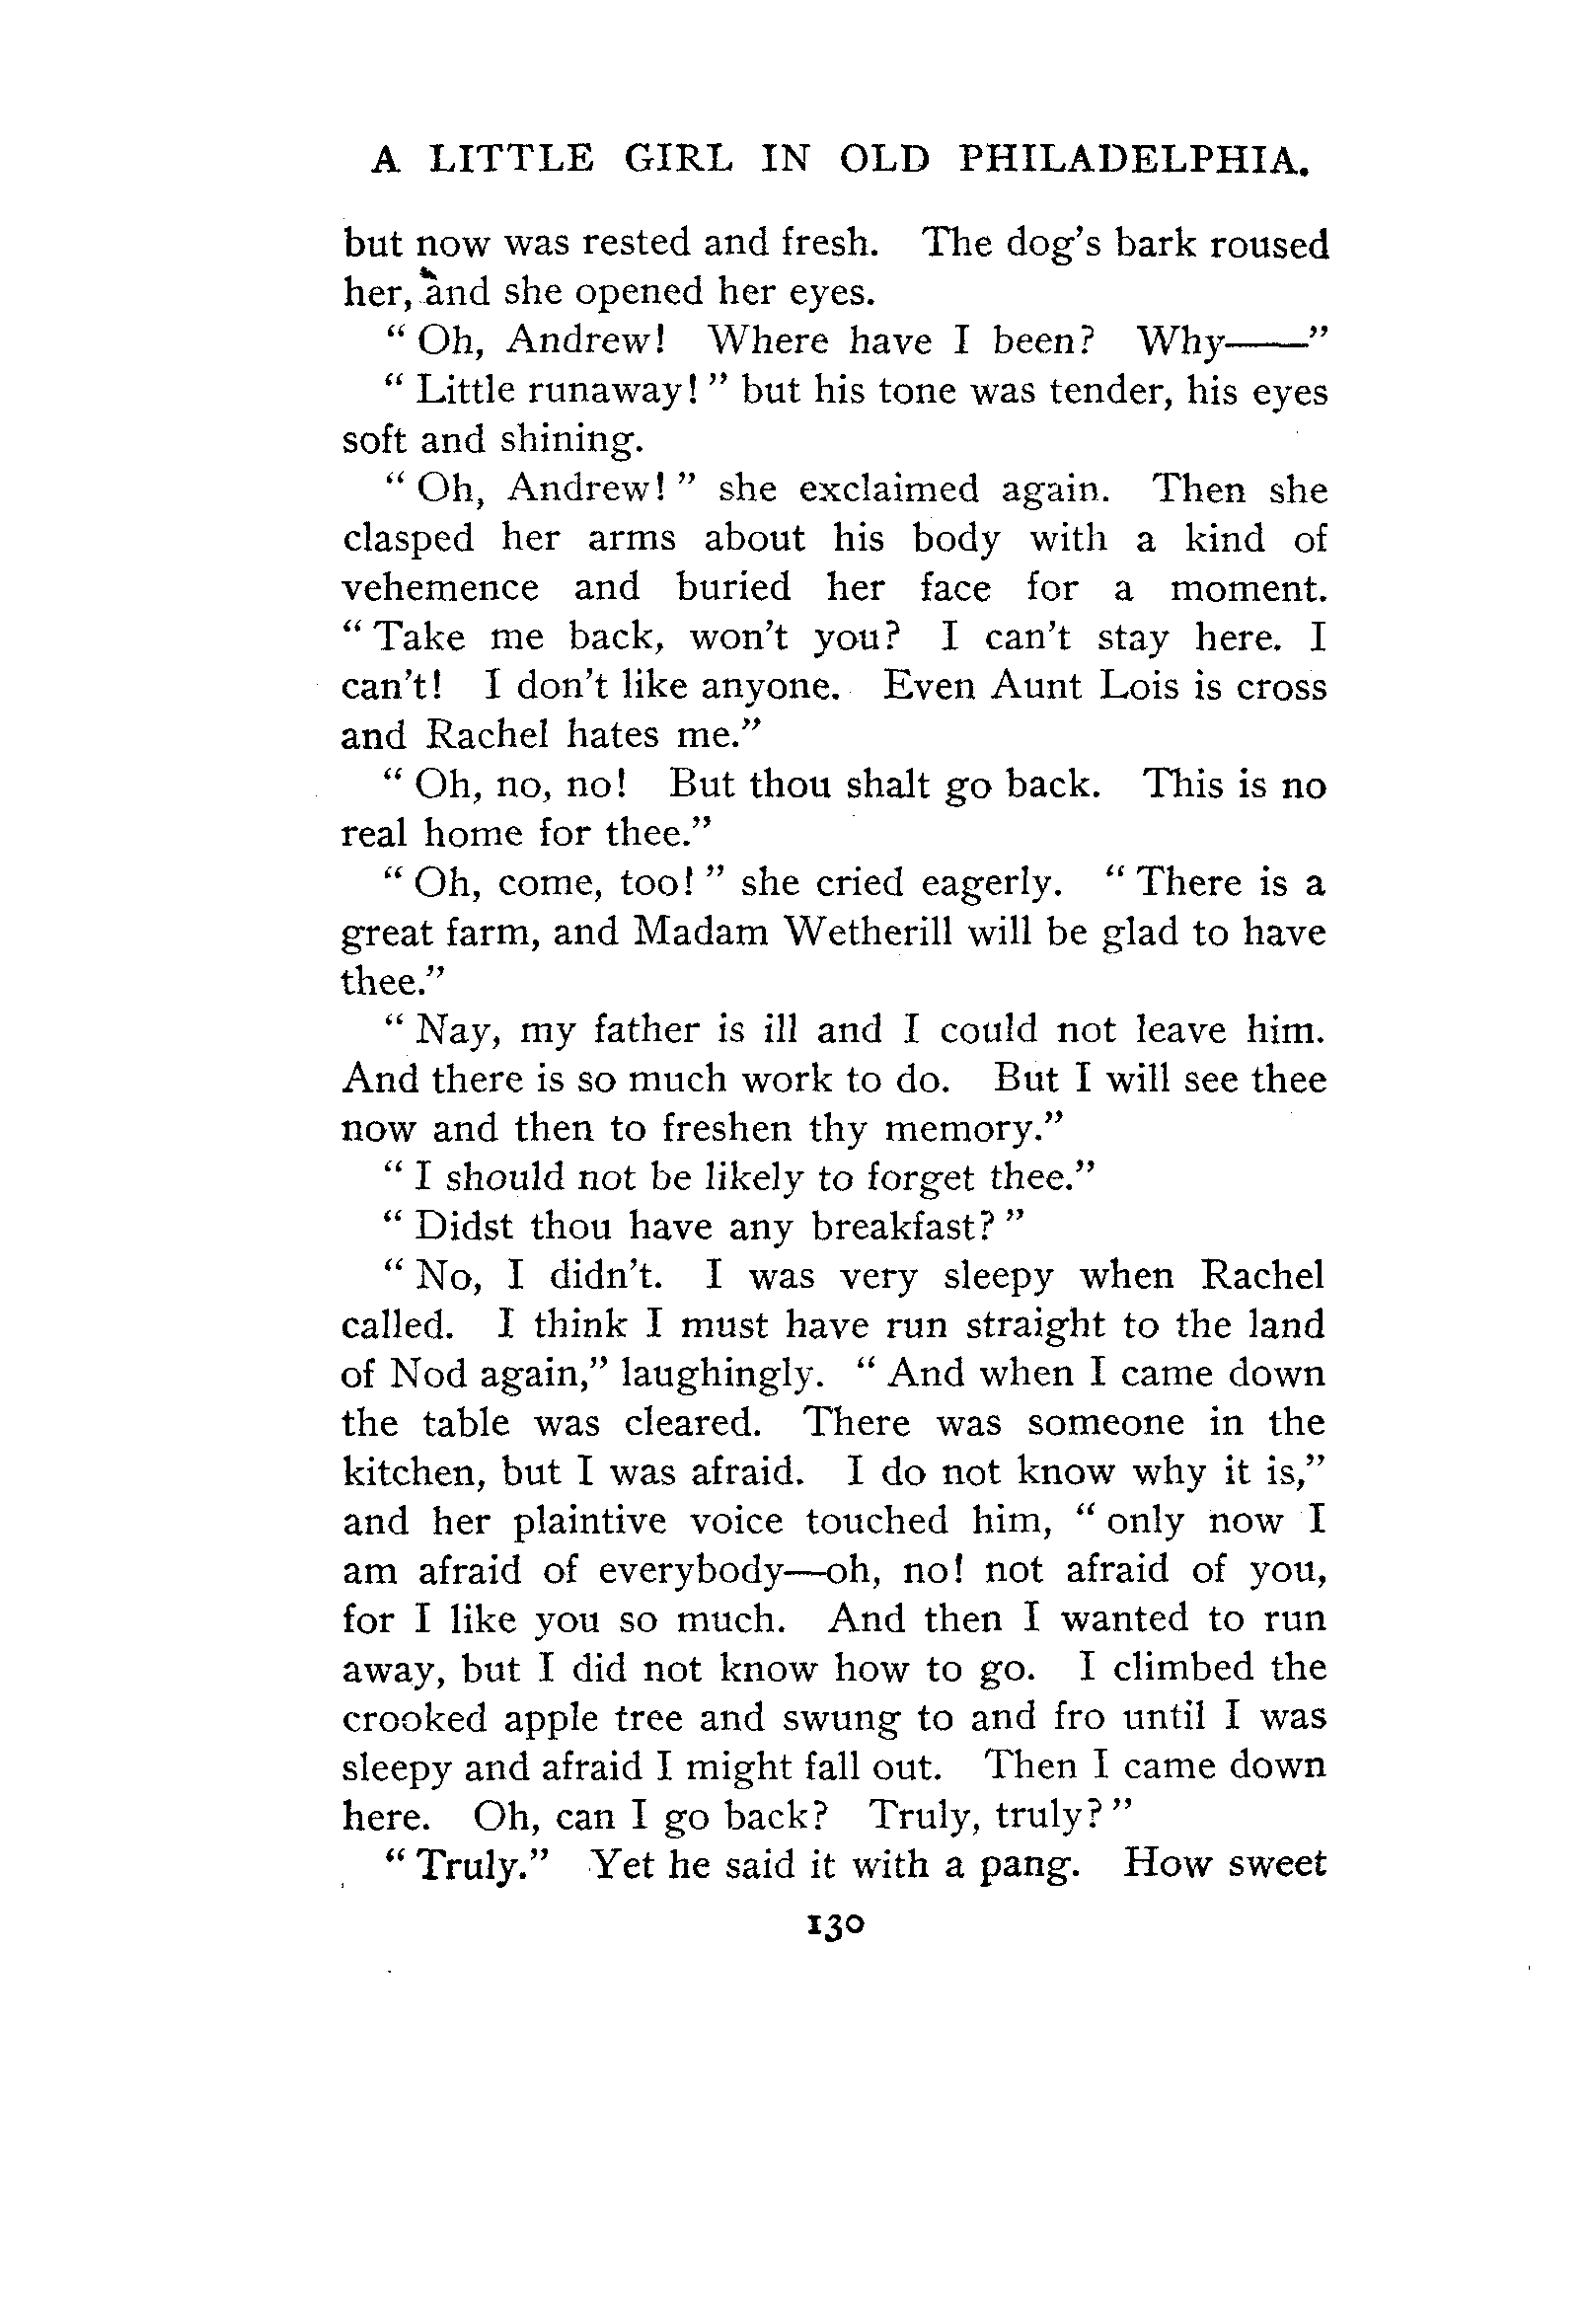 A LITTLE GIRL IN OLD PHILADELPHIA.
but now was rested and fresh. The dog's bark roused
her, and she opened her eyes.
“ Oh, Andrew! Where have I been? Why——”
“ Little runaway! ” but his tone was tender, his eyes
soft and shining.
“ Oh, Andrew! ” she exclaimed again. Then she
clasped her arms about his body with a kind of
vehemence and buried her face for a moment.
“ Take me back, won't you? I can't stay here. I
can't! I don't like anyone. Even Aunt Lois is cross
and Rachel hates me.”
“ Oh, no, no! But thou shalt go back. This is no
real home for thee.”
“ Oh, come, too! ” she cried eagerly. “ There is a
great farm, and Madam Wetherill will be glad to have
thee.”
“ Nay, my father is ill and I could not leave him.
And there is so much work to do. But I will see thee
now and then to freshen thy memory.”
“ I should not be likely to forget thee.”
“ Didst thou have any breakfast? ”
“ No, I didn't. I was very sleepy when Rachel
called. I think I must have run straight to the land
of Nod again,” laughingly. “ And when I came down
the table was cleared. There was someone in the
kitchen, but I was afraid. I do not know why it is,”
and her plaintive voice touched him, “ only now I
am afraid of everybody—oh, no! not afraid of you,
for I like you so much. And then I wanted to run
away, but I did not know how to go. I climbed the
crooked apple tree and swung to and fro until I was
sleepy and afraid I might fall out. Then I came down
here. Oh, can I go back? Truly, truly? ”
“ Truly.” Yet he said it with a pang. How sweet
130